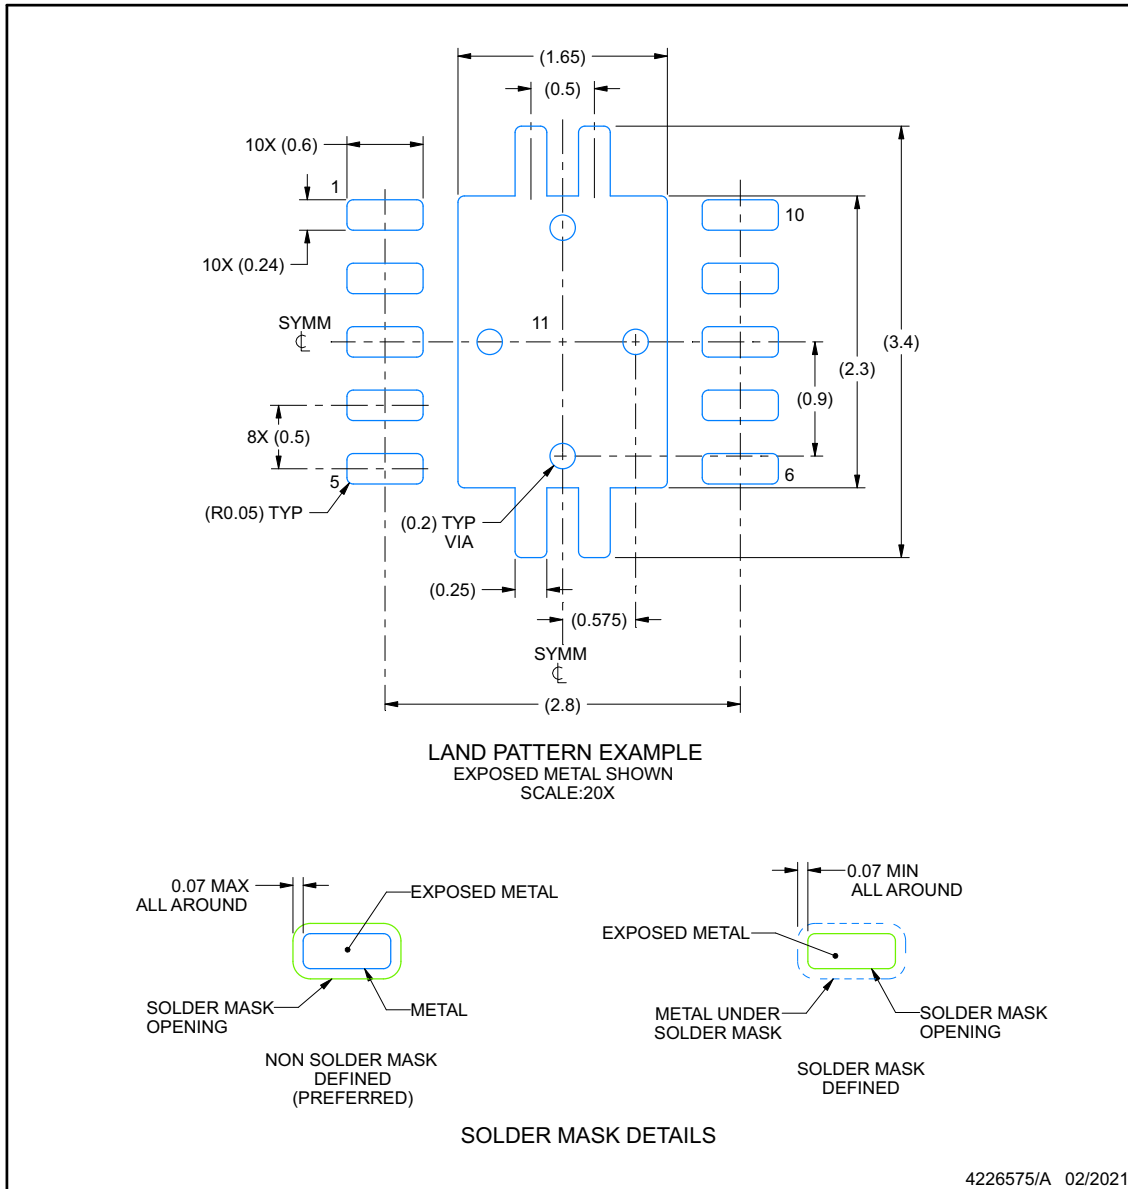 (1.65)
(0.5)
10X (0.6)
1
10
10X (0.24)
SYMM
℄
11
(3.4)
(2.3)
(0.9)
8X (0.5)
5
6
(R0.05) TYP
(0.2) TYP
VIA
(0.25)
(0.575)
SYMM
℄
(2.8)
LAND PATTERN EXAMPLE
EXPOSED METAL SHOWN
SCALE:20X
0.07 MAX
ALL AROUND
EXPOSED METAL
SOLDER MASK
OPENING
METAL
NON SOLDER MASK
DEFINED
(PREFERRED)
0.07 MIN
ALL AROUND
EXPOSED METAL
METAL UNDER
SOLDER MASK
SOLDER MASK
OPENING
SOLDER MASK
DEFINED
SOLDER MASK DETAILS
4226575/A 02/2021